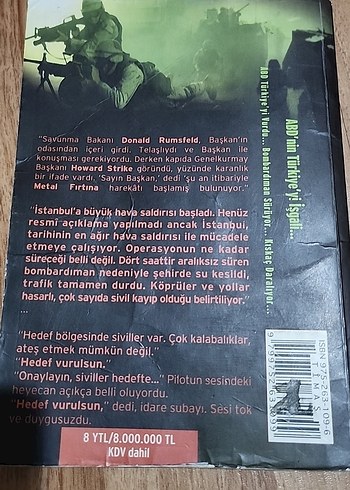 "Savunma Bakanı Donald Rumsfeld, Başkan'ın
odasından içeri girdi. Telaşlıydı ve Başkan ile
konuşması gerekiyordu. Derken kapıda Genelkurmay
Başkanı Howard Strike göründü, yüzünde karanlık
bir ifade vardı, 'Sayın Başkan,' dedi 'şu an itibariyle
Metal Fırtına harekâtı başlamış bulunuyor."
"İstanbul'a büyük hava saldırısı başladı. Henüz
resmî açıklama yapılmadı ancak İstanbul,
tarihinin en ağır hava saldırısı ile mücadele
etmeye çalışıyor. Operasyonun ne kadar
süreceği belli değil. Dört saattir aralıksız süren
bombardıman nedeniyle şehirde su kesildi,
trafik tamamen durdu. Köprüler ve yollar
hasarlı, çok sayıda sivil kayıp olduğu belirtiliyor..."
...
"Hedef bölgesinde siviller var. Çok kalabalıklar,
ateş etmek mümkün değil."
"Hedef vurulsun."
"Onaylayın, siviller hedefte..." Pilotun sesindeki
heyecan açıkça belli oluyordu.
"Hedef vurulsun," dedi, idare subayı. Sesi tok
ve duygusuzdu.
8 YTL/8.000.000 TL
KDV dahil
ABD'nin Türkiye'yi İşgali...
ABD Türkiye'yi Vurdu... Bombardıman Sürüyor... Kıskaç Daralıyor...
ISBN 975-263-109-6
TIMAS